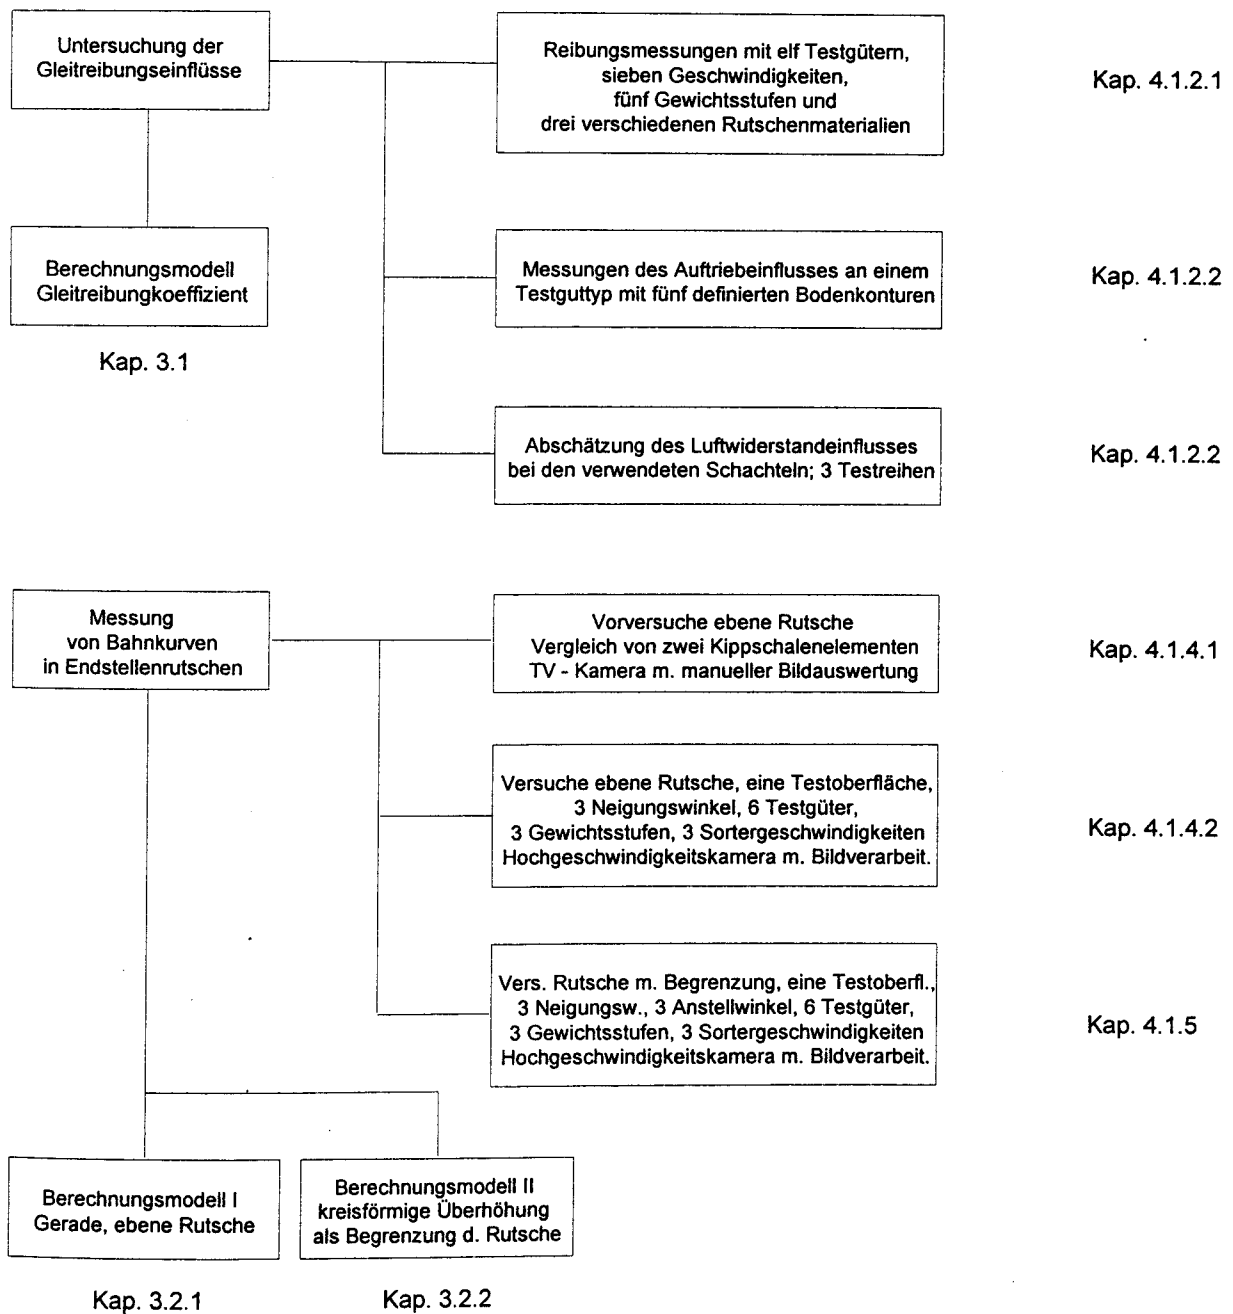 Untersuchung der
Gleitreibungseinflüsse
Reibungsmessungen mit elf Testgütern,
sieben Geschwindigkeiten,
fünf Gewichtsstufen und
drei verschiedenen Rutschenmaterialien
Kap. 4.1.2.1
Berechnungsmodell
Gleitreibungkoeffizient
Kap. 3.1
Messungen des Auftriebeinflusses an einem
Testguttyp mit fünf definierten Bodenkonturen
Kap. 4.1.2.2
Abschätzung des Luftwiderstandeinflusses
bei den verwendeten Schachteln; 3 Testreihen
Kap. 4.1.2.2
Messung
von Bahnkurven
in Endstellenrutschen
Vorversuche ebene Rutsche
Vergleich von zwei Kippschalenelementen
TV - Kamera m. manueller Bildauswertung
Kap. 4.1.4.1
Versuche ebene Rutsche, eine Testoberfläche,
3 Neigungswinkel, 6 Testgüter,
3 Gewichtsstufen, 3 Sortergeschwindigkeiten
Hochgeschwindigkeitskamera m. Bildverarbeit.
Kap. 4.1.4.2
Vers. Rutsche m. Begrenzung, eine Testoberfl.,
3 Neigungsw., 3 Anstellwinkel, 6 Testgüter,
3 Gewichtsstufen, 3 Sortergeschwindigkeiten
Hochgeschwindigkeitskamera m. Bildverarbeit.
Kap. 4.1.5
Berechnungsmodell I
Gerade, ebene Rutsche
Kap. 3.2.1
Berechnungsmodell II
kreisförmige Überhöhung
als Begrenzung d. Rutsche
Kap. 3.2.2